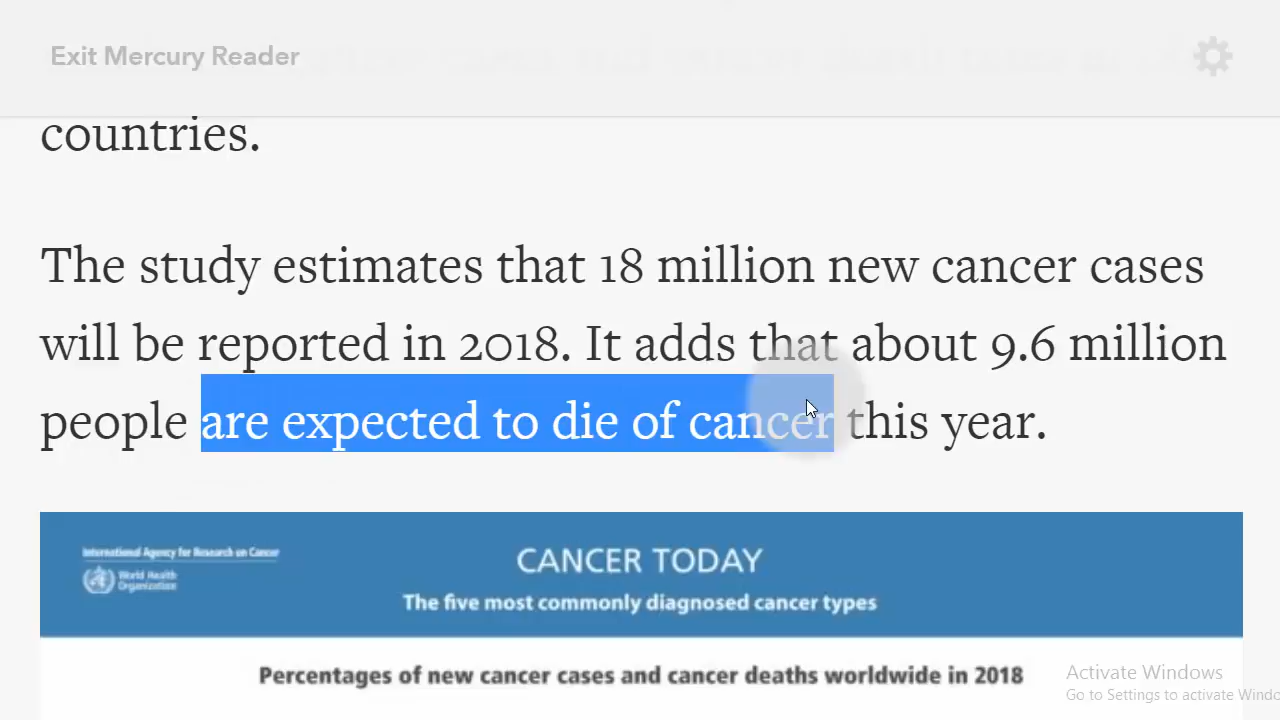 Exit Mercury Reader
countries.
The study estimates that 18 million new cancer cases
will be reported in 2018. It adds that about 9.6 million
people are expected to die of cancer this year.
International Agency for Research on Cancer
World Health
Organization
CANCER TODAY
The five most commonly diagnosed cancer types
Percentages of new cancer cases and cancer deaths worldwide in 2018
Activate Windows
Go to Settings to activate Windo